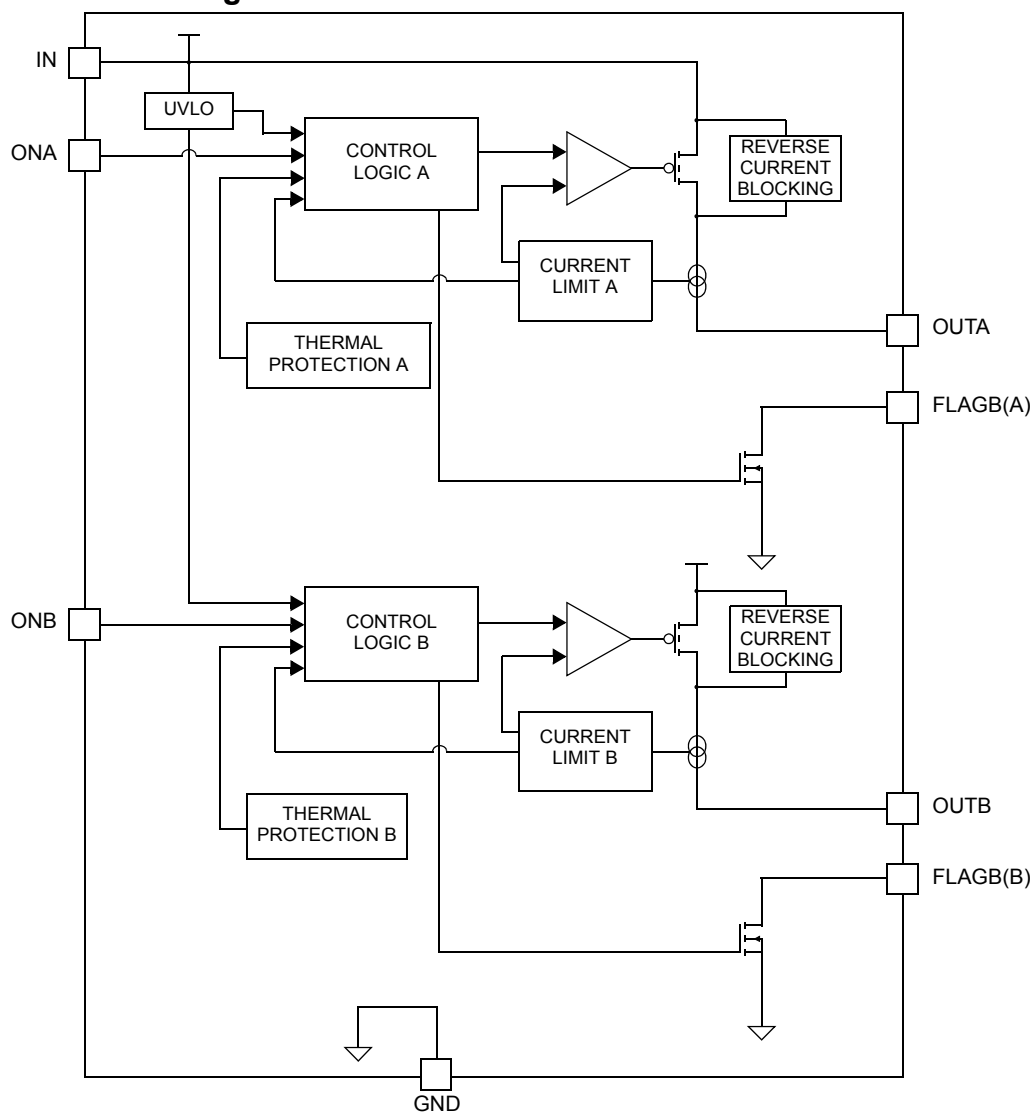 IN
UVLO
ONA
CONTROL
LOGIC A
REVERSE
CURRENT
BLOCKING
CURRENT
LIMIT A
OUTA
THERMAL
PROTECTION A
FLAGB(A)
ONB
CONTROL
LOGIC B
REVERSE
CURRENT
BLOCKING
CURRENT
LIMIT B
OUTB
THERMAL
PROTECTION B
FLAGB(B)
GND